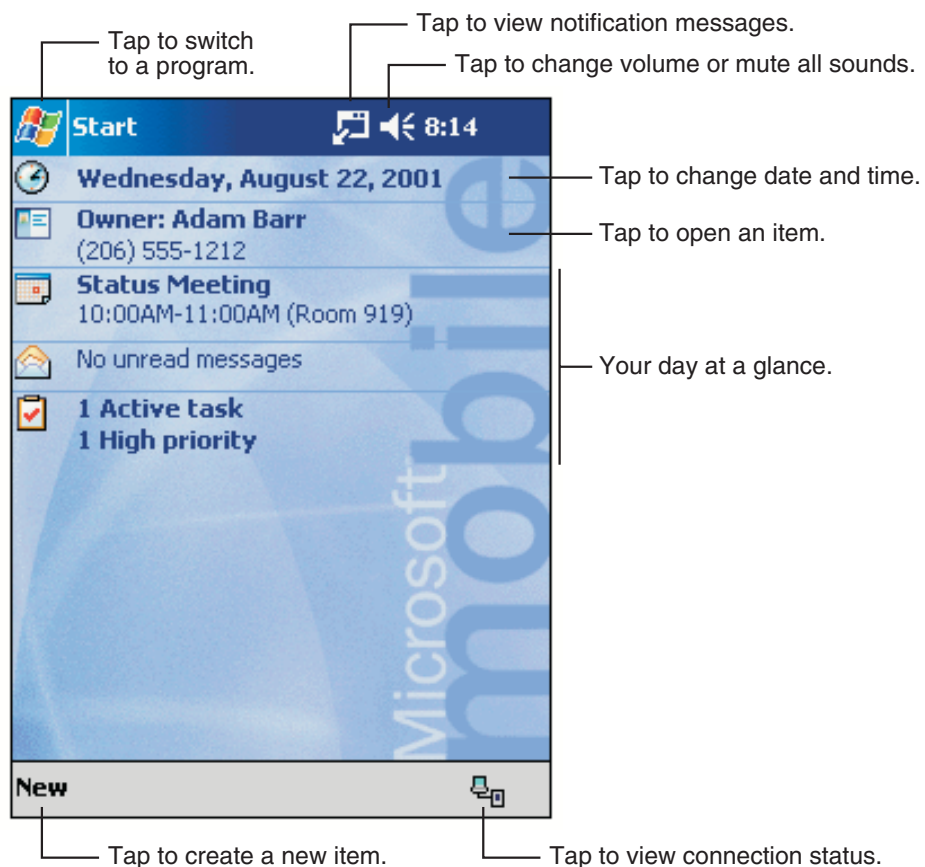 Tap to view notification messages.
Tap to switch
to a program.
Tap to change volume or mute all sounds.
Start
8:14
Wednesday, August 22, 2001
Tap to change date and time.
Owner: Adam Barr
(206) 555-1212
Tap to open an item.
Status Meeting
10:00AM-11:00AM (Room 919)
No unread messages
Your day at a glance.
1 Active task
1 High priority
Microsoft
mobile
New
Tap to create a new item.
Tap to view connection status.